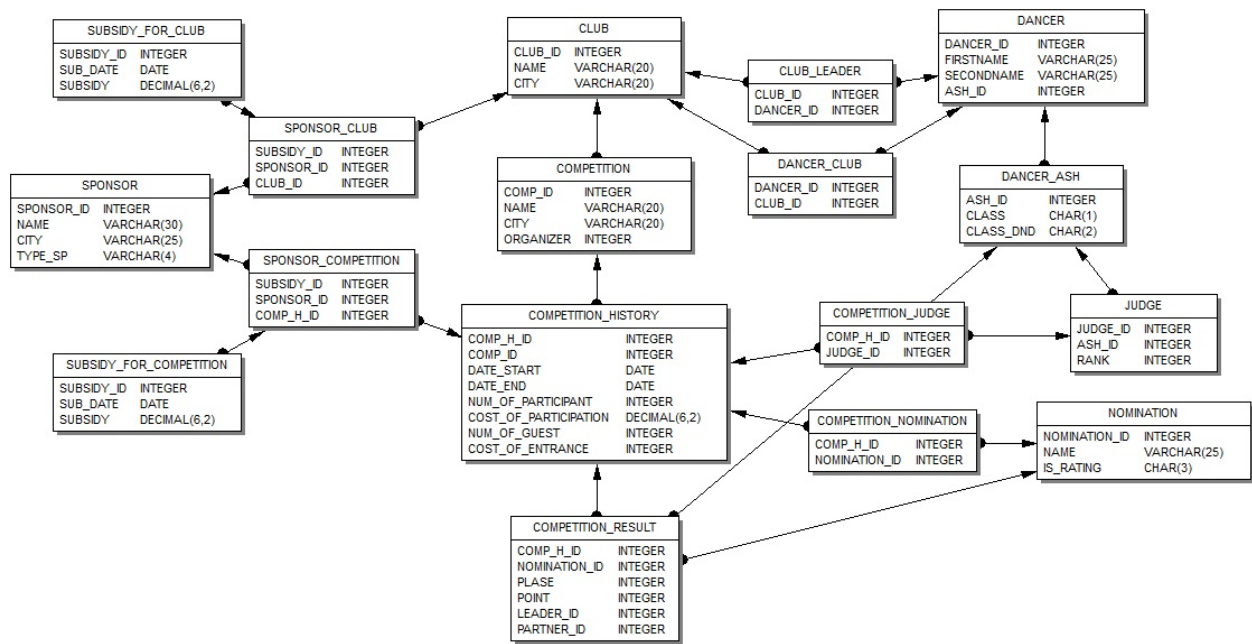 SUBSIDY_FOR_CLUB
SUBSIDY_ID INTEGER
SUB_DATE DATE
SUBSIDY DECIMAL(6,2)
CLUB
CLUB_ID INTEGER
NAME VARCHAR(20)
CITY VARCHAR(20)
DANCER
DANCER_ID INTEGER
FIRSTNAME VARCHAR(25)
SECONDNAME VARCHAR(25)
ASH_ID INTEGER
CLUB_LEADER
CLUB_ID INTEGER
DANCER_ID INTEGER
SPONSOR_CLUB
SUBSIDY_ID INTEGER
SPONSOR_ID INTEGER
CLUB_ID INTEGER
COMPETITION
COMP_ID INTEGER
NAME VARCHAR(20)
CITY VARCHAR(20)
ORGANIZER INTEGER
DANCER_CLUB
DANCER_ID INTEGER
CLUB_ID INTEGER
DANCER_ASH
ASH_ID INTEGER
CLASS CHAR(1)
CLASS_DND CHAR(2)
SPONSOR
SPONSOR_ID INTEGER
NAME VARCHAR(30)
CITY VARCHAR(25)
TYPE_SP VARCHAR(4)
SPONSOR_COMPETITION
SUBSIDY_ID INTEGER
SPONSOR_ID INTEGER
COMP_H_ID INTEGER
COMPETITION_HISTORY
COMP_H_ID INTEGER
COMP_ID INTEGER
DATE_START DATE
DATE_END DATE
NUM_OF_PARTICIPANT INTEGER
COST_OF_PARTICIPATION DECIMAL(6,2)
NUM_OF_GUEST INTEGER
COST_OF_ENTRANCE INTEGER
COMPETITION_JUDGE
COMP_H_ID INTEGER
JUDGE_ID INTEGER
JUDGE
JUDGE_ID INTEGER
ASH_ID INTEGER
RANK INTEGER
SUBSIDY_FOR_COMPETITION
SUBSIDY_ID INTEGER
SUB_DATE DATE
SUBSIDY DECIMAL(6,2)
COMPETITION_NOMINATION
COMP_H_ID INTEGER
NOMINATION_ID INTEGER
NOMINATION
NOMINATION_ID INTEGER
NAME VARCHAR(25)
IS_RATING CHAR(3)
COMPETITION_RESULT
COMP_H_ID INTEGER
NOMINATION_ID INTEGER
PLASE INTEGER
POINT INTEGER
LEADER_ID INTEGER
PARTNER_ID INTEGER